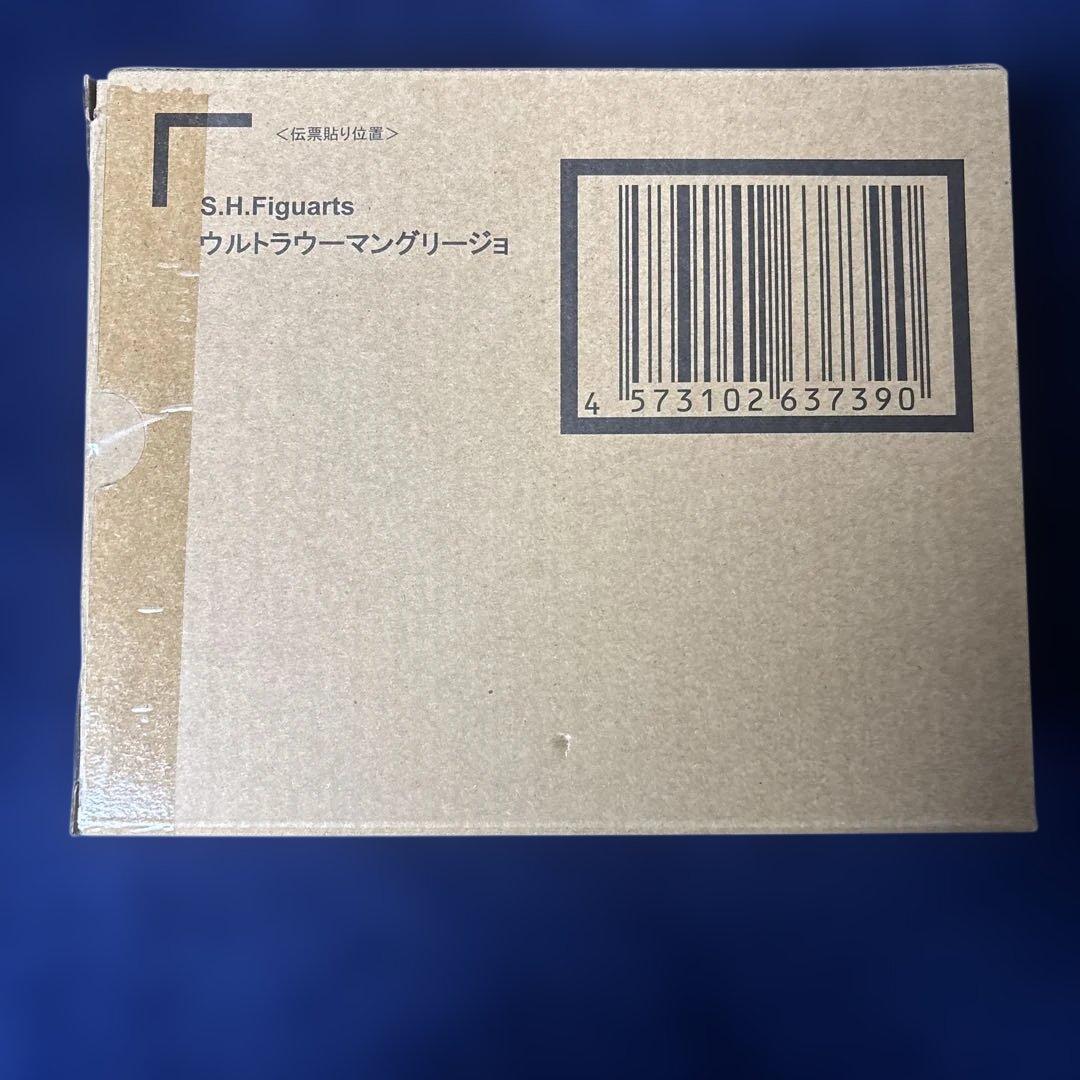 ＜伝票貼り位置＞
S.H.Figuarts
ウルトラウーマングリージョ
4 573102 637390